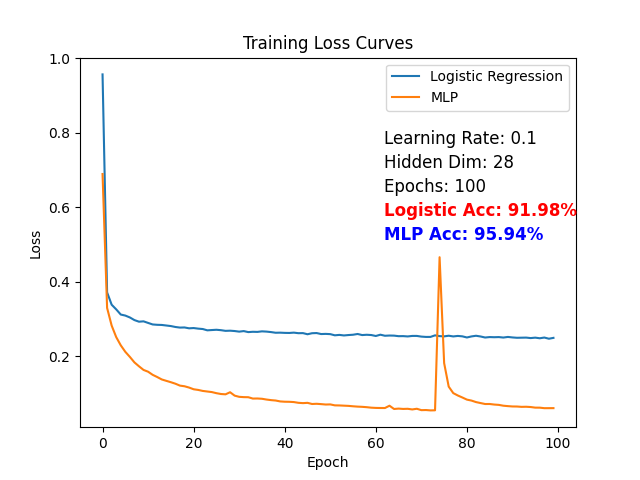 Training Loss Curves
1.0
0.8
0.6
0.4
0.2
Loss
Logistic Regression
MLP
Learning Rate: 0.1
Hidden Dim: 28
Epochs: 100
Logistic Acc: 91.98%
MLP Acc: 95.94%
0 20 40 60 80 100
Epoch